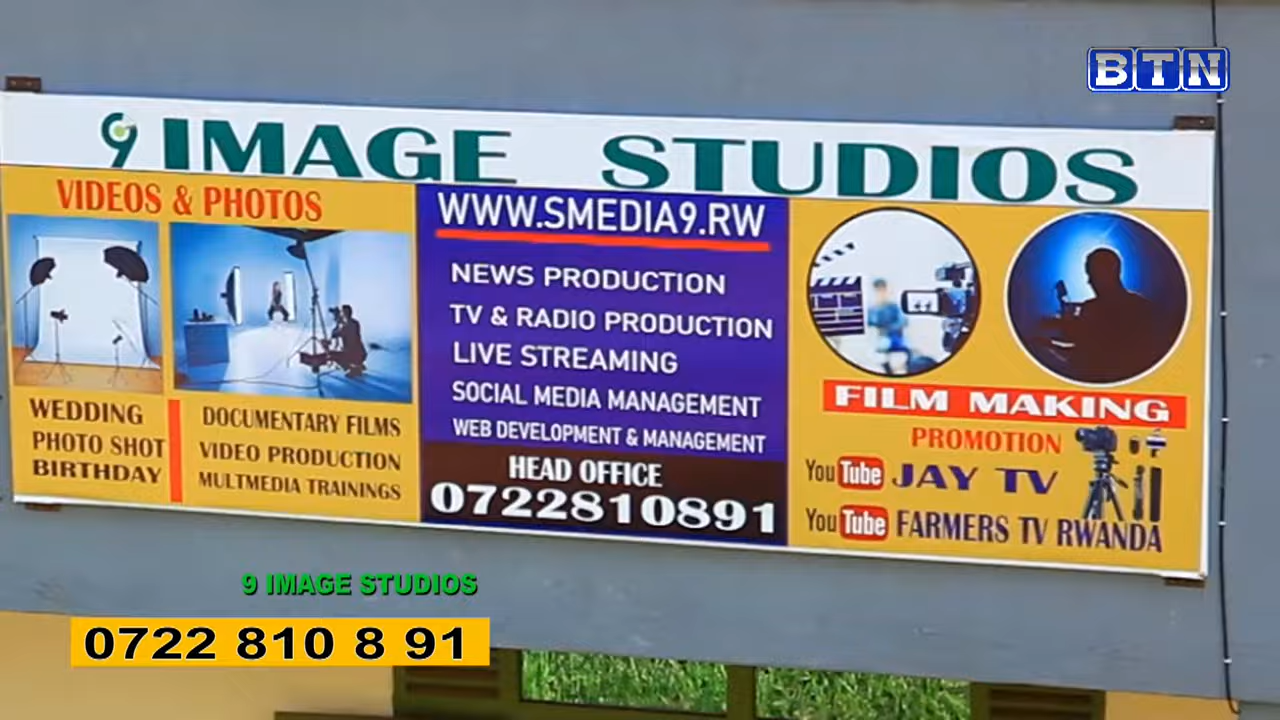 BTN
9 IMAGE STUDIOS
VIDEOS & PHOTOS
WEDDING
PHOTO SHOT
BIRTHDAY
DOCUMENTARY FILMS
VIDEO PRODUCTION
MULTMEDIA TRAININGS
WWW.SMEDIA9.RW
NEWS PRODUCTION
TV & RADIO PRODUCTION
LIVE STREAMING
SOCIAL MEDIA MANAGEMENT
WEB DEVELOPMENT & MANAGEMENT
HEAD OFFICE
0722810891
FILM MAKING
PROMOTION
YouTube JAY TV
YouTube FARMERS TV RWANDA
9 IMAGE STUDIOS
0722 810 8 91